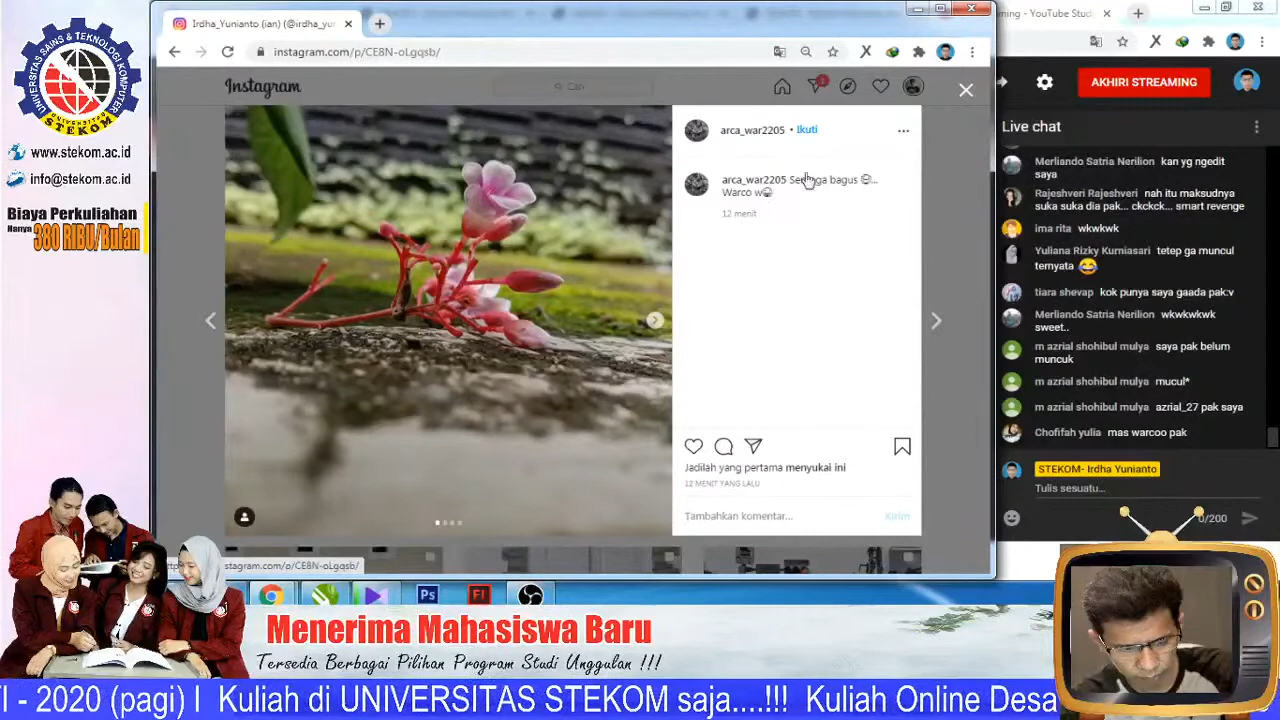 UNIVERSITAS SAINS & TEKNOLOGI KOMPUTER
UNIVERSITAS
STEKOM
www.stekom.ac.id
info@stekom.ac.id
Biaya Perkuliahan
Hanya 380 RIBU/Bulan
Irdha_Yunianto (ian) (@irdha_yu
instagram.com/p/CE8N-oLgqsb/
Instagram
Cari
arca_war2205 • Ikuti
arca_war2205 Semoga bagus 😅...
Warco w😂
12 menit
Jadilah yang pertama menyukai ini
12 MENIT YANG LALU
Tambahkan komentar...
Kirim
stagram.com/p/CE8N-oLgqsb/
Ps
Fl
ming - YouTube Stud
AKHIRI STREAMING
Live chat
Merliando Satria Nerilion kan yg ngedit
saya
Rajeshveri Rajeshveri nah itu maksudnya
suka suka dia pak... ckckck... smart revenge
ima rita wkwkwk
Yuliana Rizky Kurniasari tetep ga muncul
ternyata 😂
tiara shevap kok punya saya gaada pak:v
Merliando Satria Nerilion wkwkwkwk
sweet..
m azrial shohibul mulya saya pak belum
muncuk
m azrial shohibul mulya mucul*
m azrial shohibul mulya azrial_27 pak saya
Chofifah yulia mas warcoo pak
STEKOM- Irdha Yunianto
Tulis sesuatu...
0/200
Menerima Mahasiswa Baru
Tersedia Berbagai Pilihan Program Studi Unggulan !!!
TI - 2020 (pagi) I Kuliah di UNIVERSITAS STEKOM saja....!!! Kuliah Online Desa